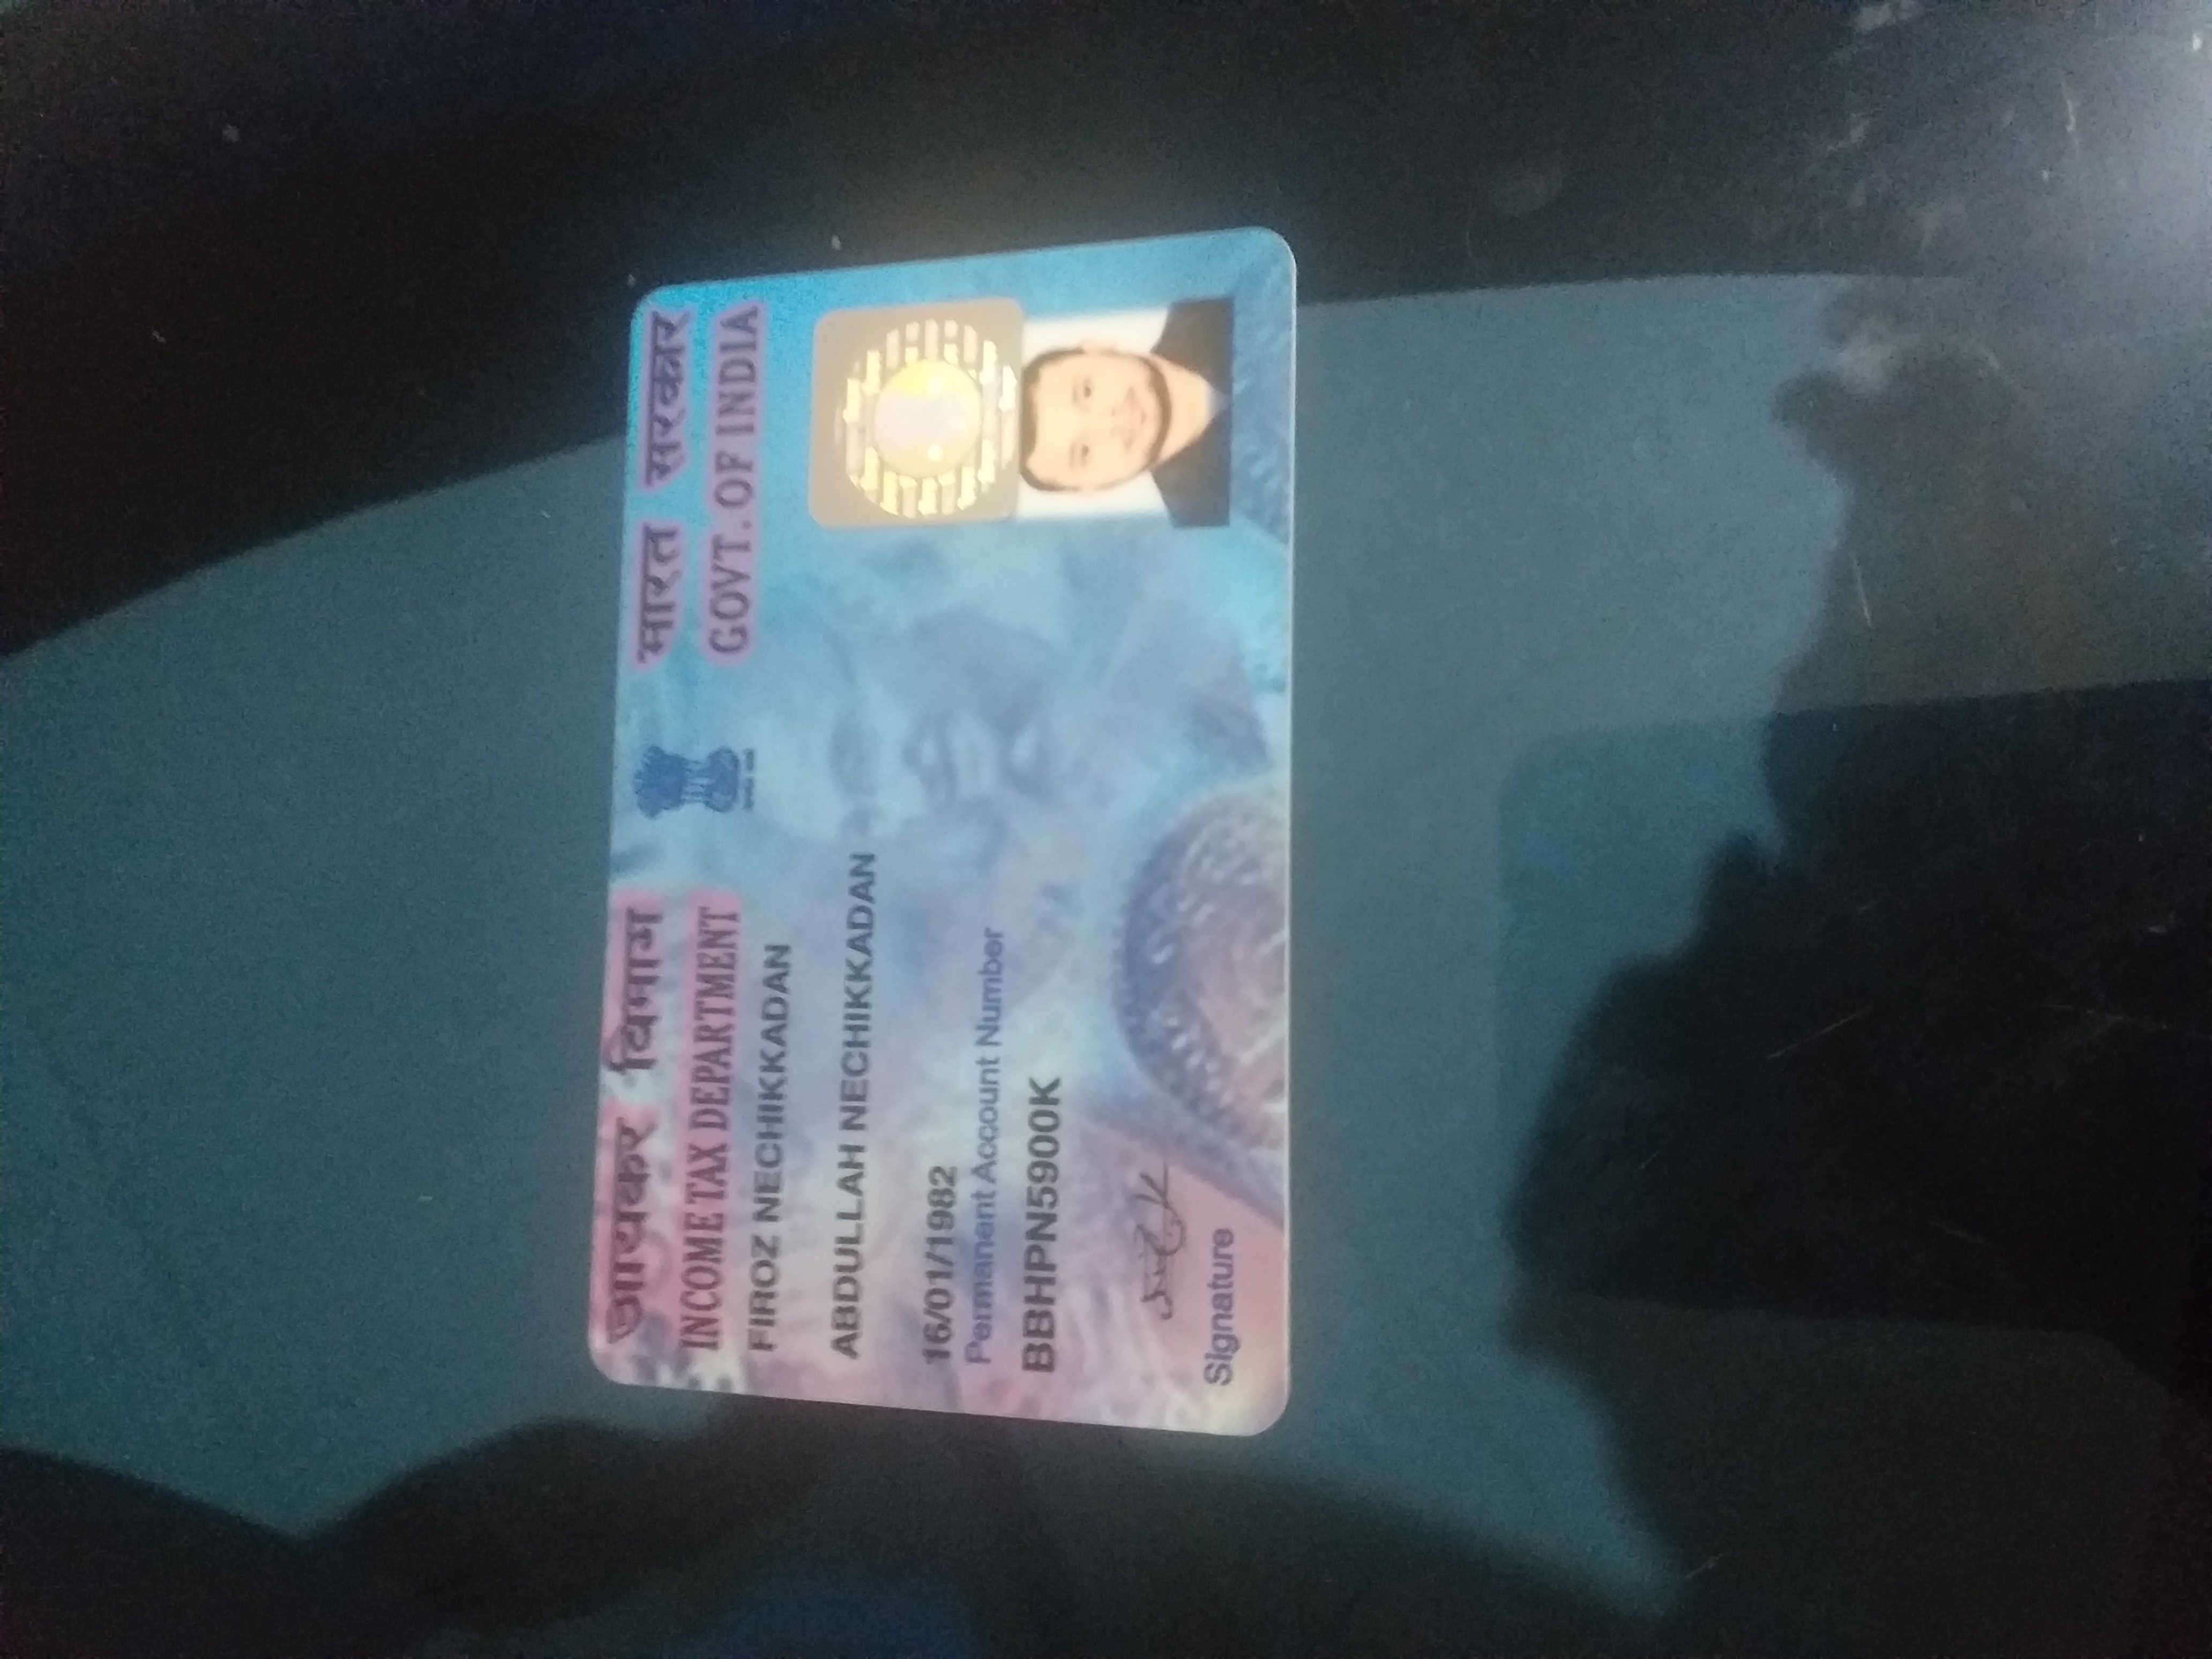 आयकर विभाग
INCOME TAX DEPARTMENT
भारत सरकार
GOVT. OF INDIA
FIROZ NECHIKKADAN
ABDULLAH NECHIKKADAN
16/01/1982
Permanent Account Number
BBHPN5900K
Signature